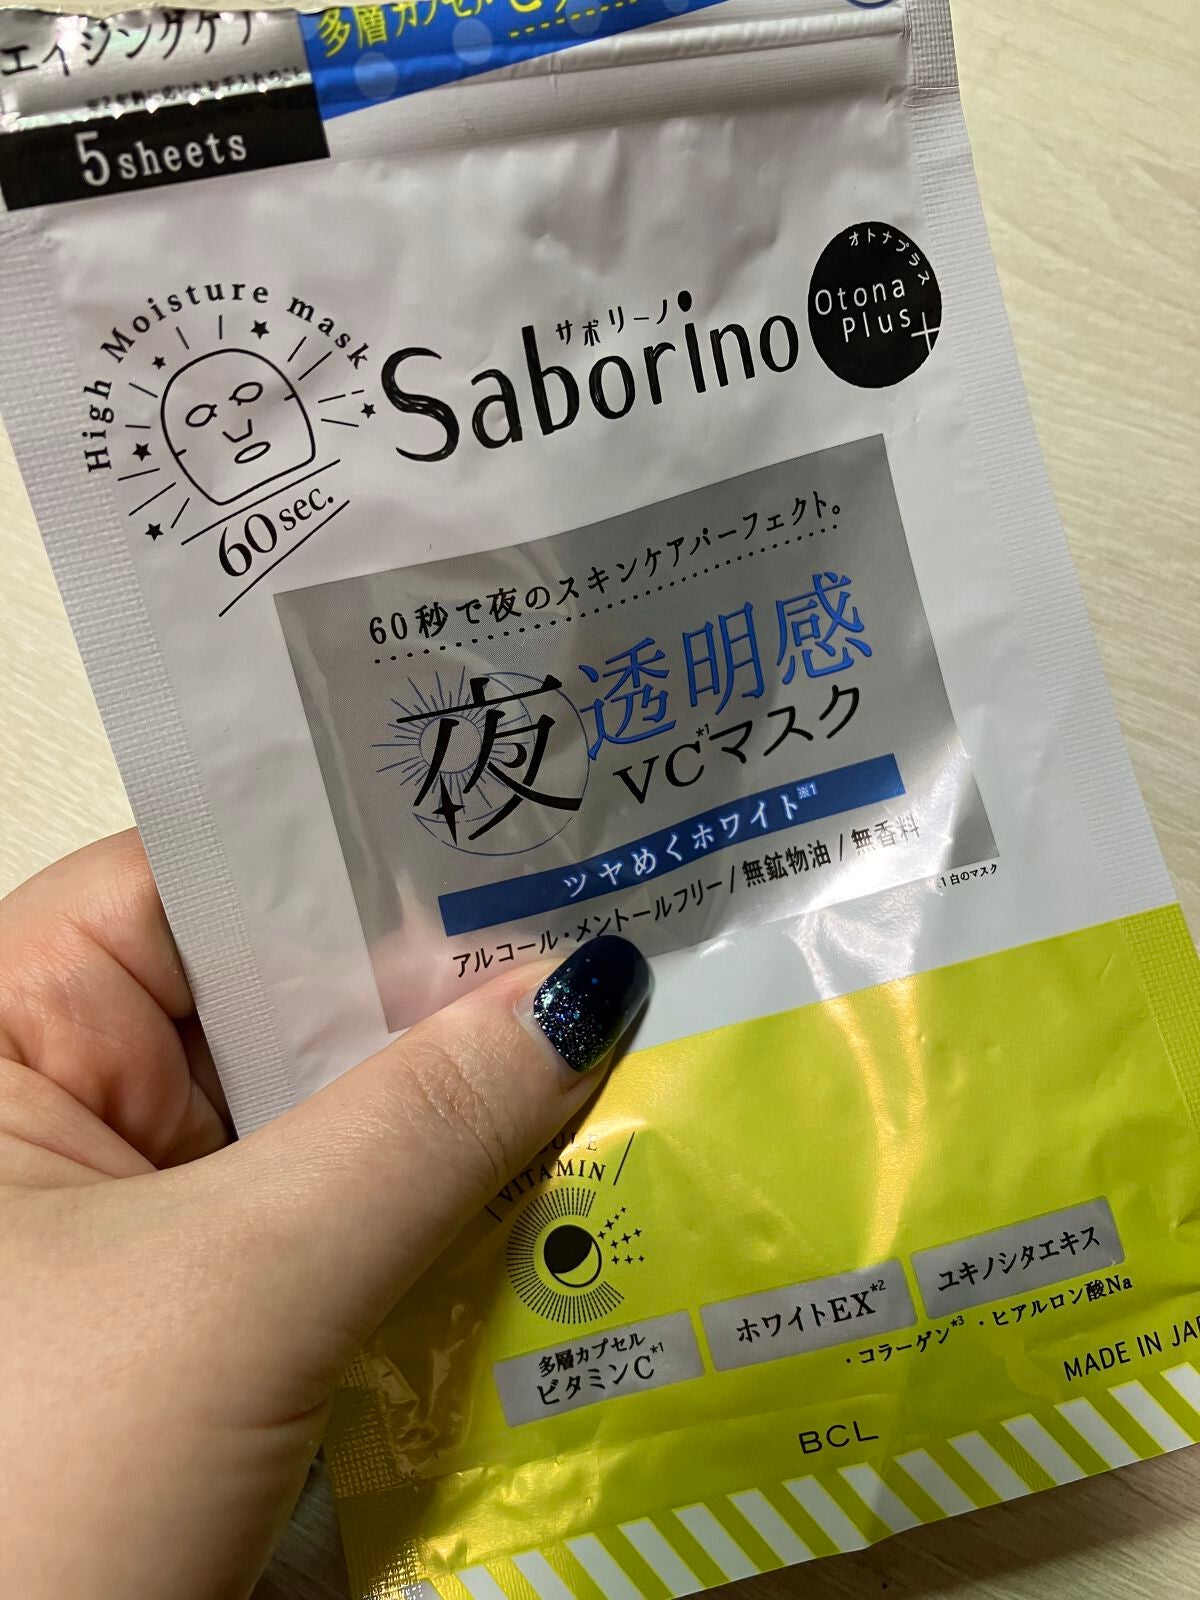 エイジングケア
多層カプセル
5 sheets
High Moisture mask
60 sec.
サボリーノ
Saborino
オトナプラス
Otona
Plus
+
60秒で夜のスキンケアパーフェクト。
夜 透明感
VC*1マスク
ツヤめくホワイト※1
アルコール・メントールフリー / 無鉱物油 / 無香料
1 白のマスク
VITAMIN
多層カプセル
ビタミンC*1
ホワイトEX*2
ユキノシタエキス
・コラーゲン*3 ・ヒアルロン酸Na
MADE IN
BCL